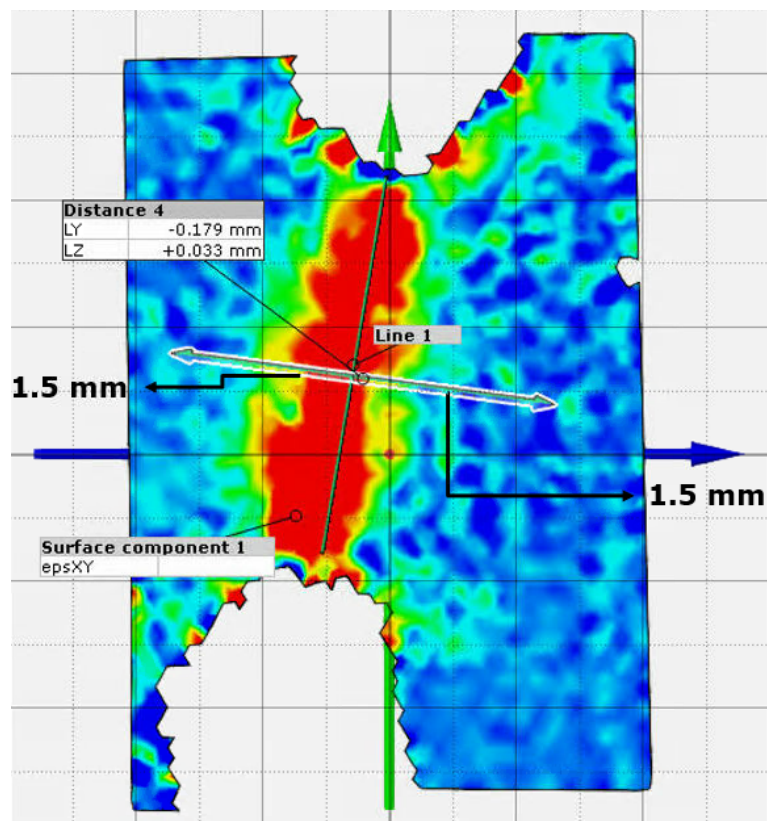 Distance 4
LY -0.179 mm
LZ +0.033 mm
Line 1
1.5 mm
1.5 mm
Surface component 1
epsXY